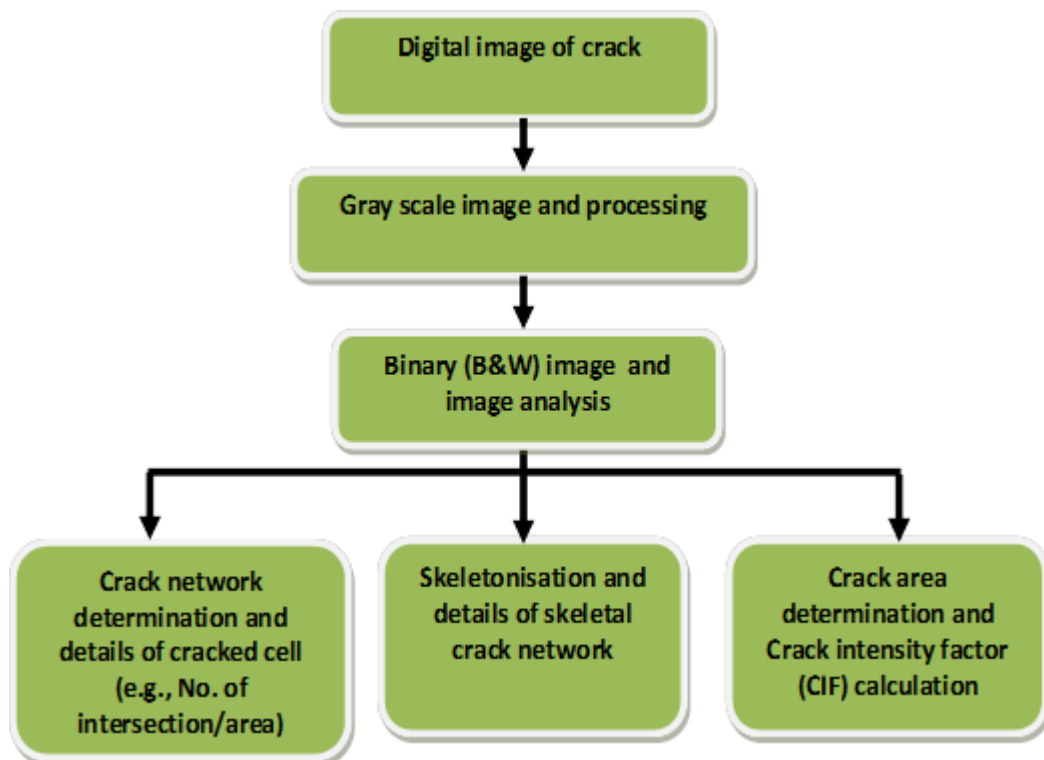 Digital image of crack
Gray scale image and processing
Binary (B&W) image and
image analysis
Crack network
determination and
details of cracked cell
(e.g., No. of
intersection/area)
Skeletonisation and
details of skeletal
crack network
Crack area
determination and
Crack intensity factor
(CIF) calculation